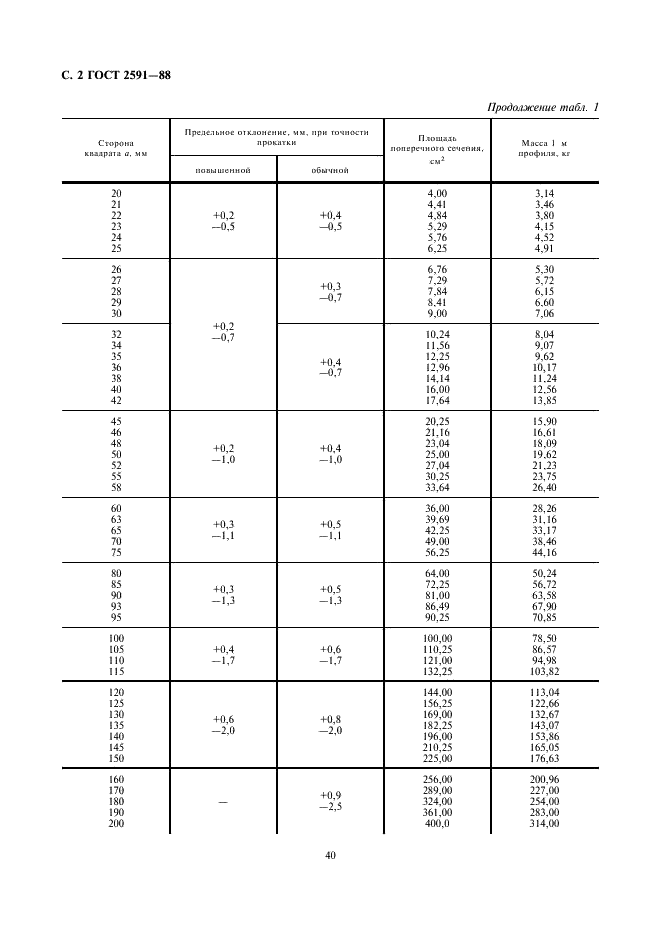 С. 2 ГОСТ 2591—88
Продолжение табл. 1
Сторона квадрата а, мм
Предельное отклонение, мм, при точности прокатки
Площадь поперечного сечения, см²
Масса 1 м профиля, кг
повышенной
обычной
20 4,00 3,14
21 4,41 3,46
22 +0,2 +0,4 4,84 3,80
23 —0,5 —0,5 5,29 4,15
24 5,76 4,52
25 6,25 4,91
26 6,76 5,30
27 7,29 5,72
28 +0,3 7,84 6,15
29 —0,7 8,41 6,60
30 9,00 7,06
+0,2
—0,7
32 10,24 8,04
34 11,56 9,07
35 +0,4 12,25 9,62
36 —0,7 12,96 10,17
38 14,14 11,24
40 16,00 12,56
42 17,64 13,85
45 20,25 15,90
46 21,16 16,61
48 +0,2 +0,4 23,04 18,09
50 —1,0 —1,0 25,00 19.62
52 27,04 21,23
55 30,25 23,75
58 33,64 26,40
60 36,00 28,26
63 +0,3 +0,5 39,69 31,16
65 —1,1 —1,1 42,25 33,17
70 49,00 38,46
75 56,25 44,16
80 64,00 50,24
85 +0,3 +0,5 72,25 56,72
90 —1,3 —1,3 81,00 63,58
93 86,49 67,90
95 90,25 70,85
100 100,00 78,50
105 +0,4 +0,6 110,25 86,57
110 —1,7 —1,7 121,00 94,98
115 132,25 103,82
120 144,00 113,04
125 156,25 122,66
130 +0,6 +0,8 169,00 132,67
135 —2,0 —2,0 182,25 143,07
140 196,00 153,86
145 210,25 165,05
150 225,00 176,63
160 256,00 200,96
170 +0,9 289,00 227,00
180 — —2,5 324,00 254,00
190 361,00 283,00
200 400,0 314,00
40